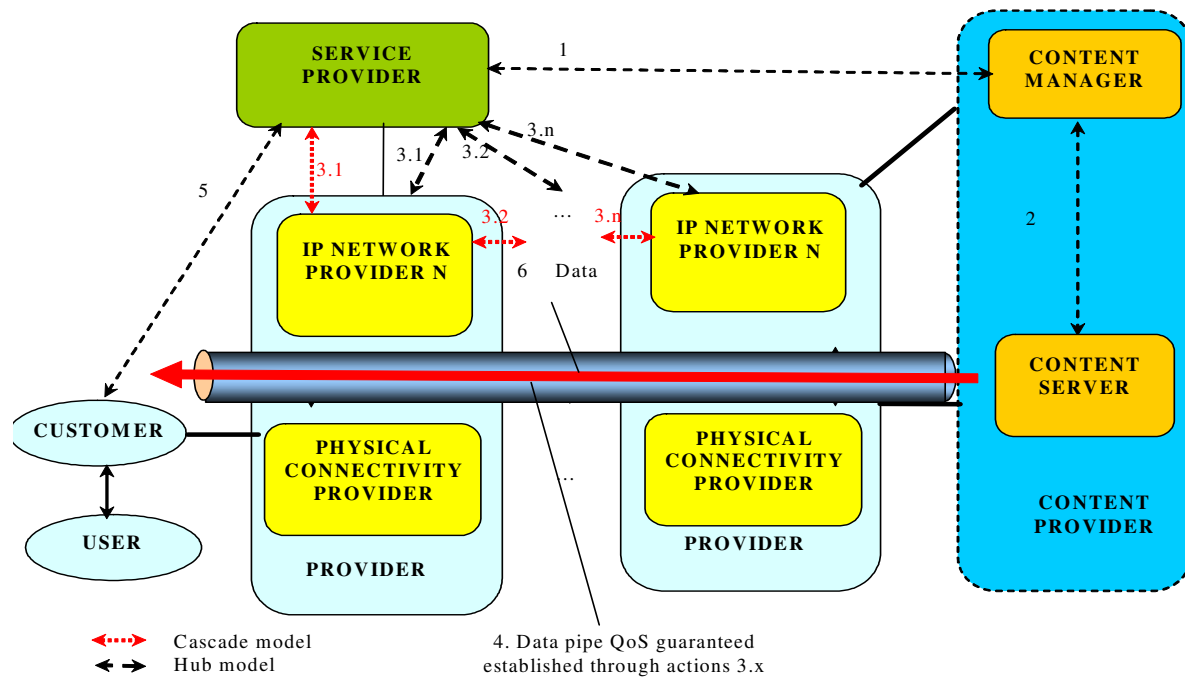 SERVICE
PROVIDER
1
CONTENT
MANAGER
3.n
3.1
3.2
3.1
5
3.2
...
3.n
IP NETWORK
PROVIDER N
IP NETWORK
PROVIDER N
2
6 Data
CONTENT
SERVER
CUSTOMER
PHYSICAL
CONNECTIVITY
PROVIDER
...
PHYSICAL
CONNECTIVITY
PROVIDER
CONTENT
PROVIDER
USER
PROVIDER
PROVIDER
Cascade model
Hub model
4. Data pipe QoS guaranteed
established through actions 3.x